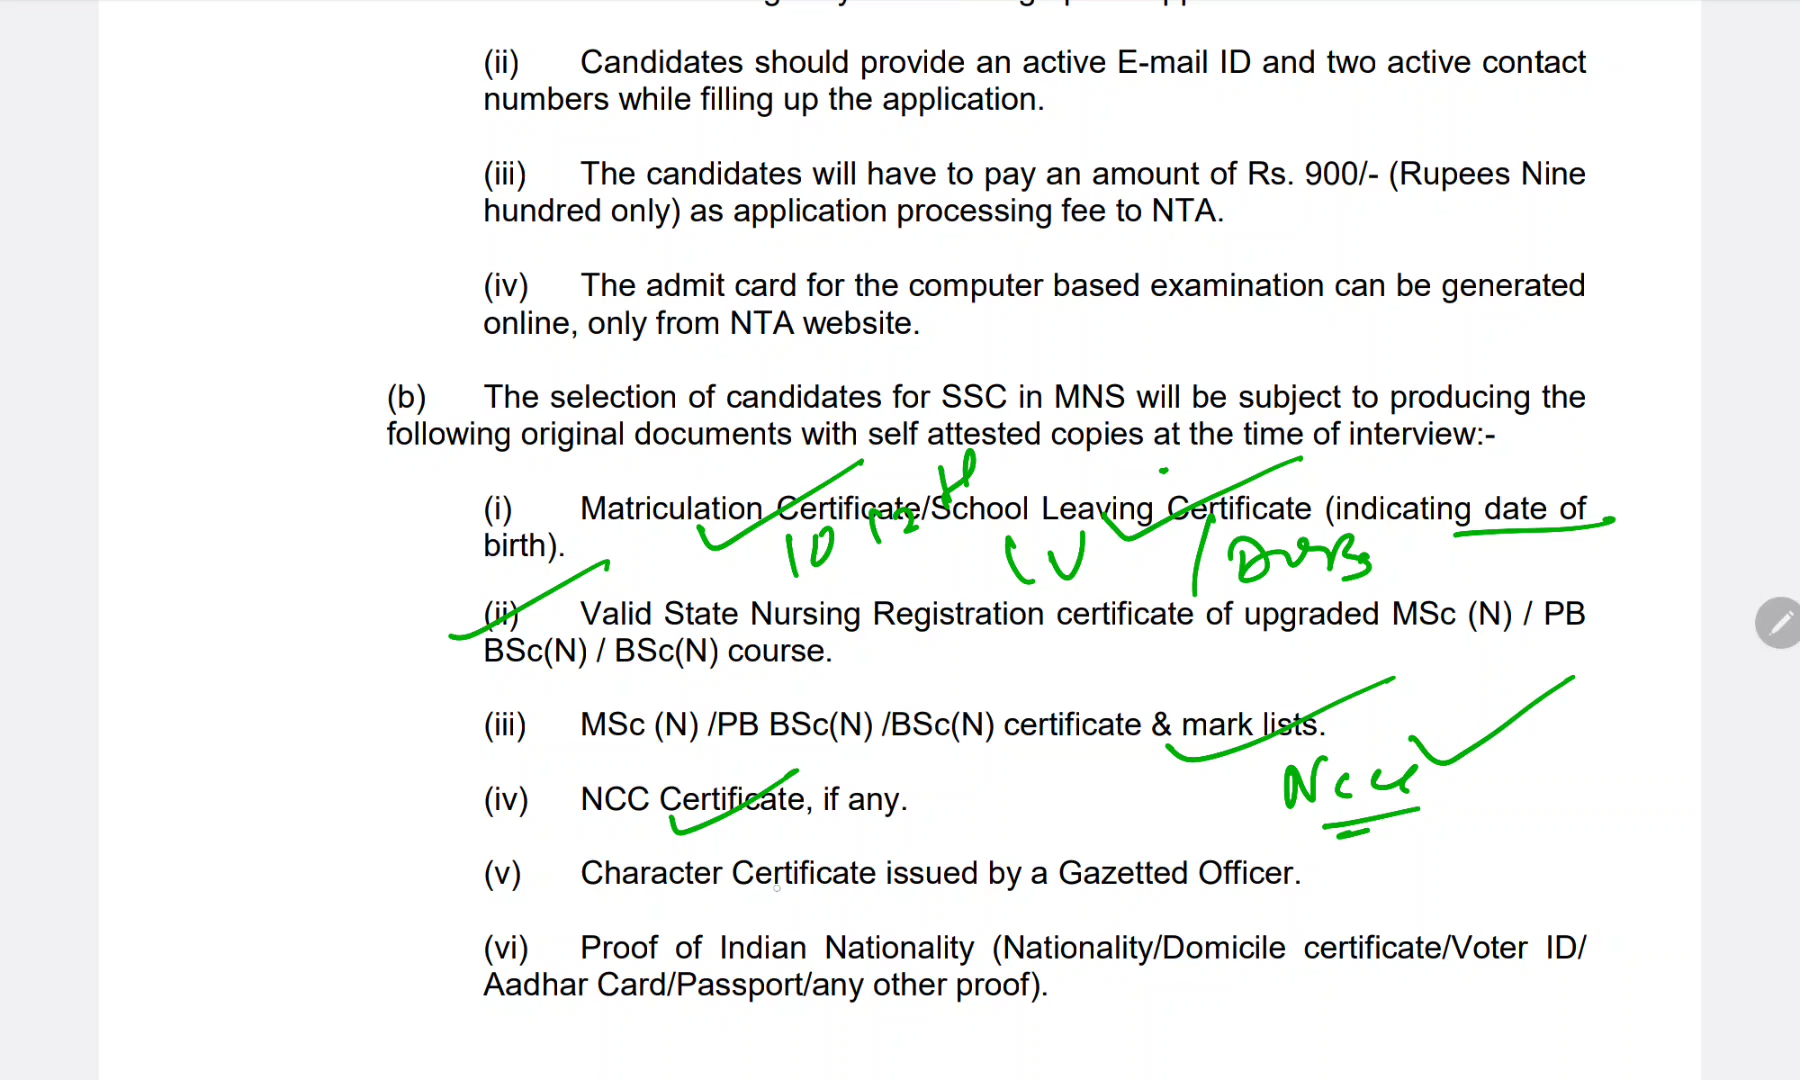 (ii) Candidates should provide an active E-mail ID and two active contact
numbers while filling up the application.
(iii) The candidates will have to pay an amount of Rs. 900/- (Rupees Nine
hundred only) as application processing fee to NTA.
(iv) The admit card for the computer based examination can be generated
online, only from NTA website.
(b) The selection of candidates for SSC in MNS will be subject to producing the
following original documents with self attested copies at the time of interview:-
(i) Matriculation Certificate/School Leaving Certificate (indicating date of
birth).
10 12
(ii) Valid State Nursing Registration certificate of upgraded MSc (N) / PB
BSc(N) / BSc(N) course.
(iii) MSc (N) /PB BSc(N) /BSc(N) certificate & mark lists.
(iv) NCC Certificate, if any.
(v) Character Certificate issued by a Gazetted Officer.
(vi) Proof of Indian Nationality (Nationality/Domicile certificate/Voter ID/
Aadhar Card/Passport/any other proof).